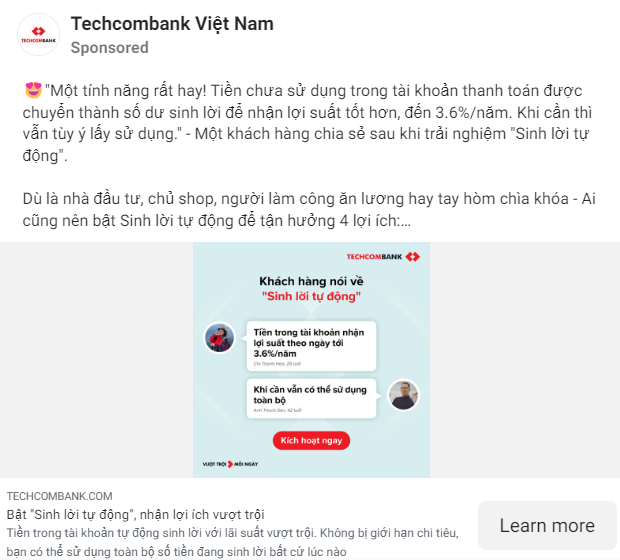 Techcombank Việt Nam
Sponsored
TECHCOMBANK
😍"Một tính năng rất hay! Tiền chưa sử dụng trong tài khoản thanh toán được
chuyển thành số dư sinh lời để nhận lợi suất tốt hơn, đến 3.6%/năm. Khi cần thì
vẫn tùy ý lấy sử dụng." - Một khách hàng chia sẻ sau khi trải nghiệm "Sinh lời tự
động".
Dù là nhà đầu tư, chủ shop, người làm công ăn lương hay tay hòm chìa khóa - Ai
cũng nên bật Sinh lời tự động để tận hưởng 4 lợi ích:...
TECHCOMBANK
Khách hàng nói về
"Sinh lời tự động"
Tiền trong tài khoản nhận
lợi suất theo ngày tới
3.6%/năm
Khi cần vẫn có thể sử dụng
toàn bộ
Kích hoạt ngay
VƯỢT TRỘI MỖI NGÀY
TECHCOMBANK.COM
Bật "Sinh lời tự động", nhận lợi ích vượt trội
Tiền trong tài khoản tự động sinh lời với lãi suất vượt trội. Không bị giới hạn chi tiêu,
bạn có thể sử dụng toàn bộ số tiền đang sinh lời bất cứ lúc nào
Learn more